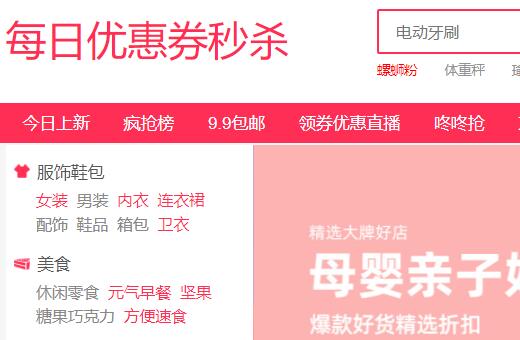 每日优惠券秒杀
电动牙刷
螺蛳粉 体重秤
今日上新 疯抢榜 9.9包邮 领券优惠直播 咚咚抢
服饰鞋包
女装 男装 内衣 连衣裙
配饰 鞋品 箱包 卫衣
美食
休闲零食 元气早餐 坚果
糖果巧克力 方便速食
精选大牌好店
母婴亲子好
爆款好货精选折扣